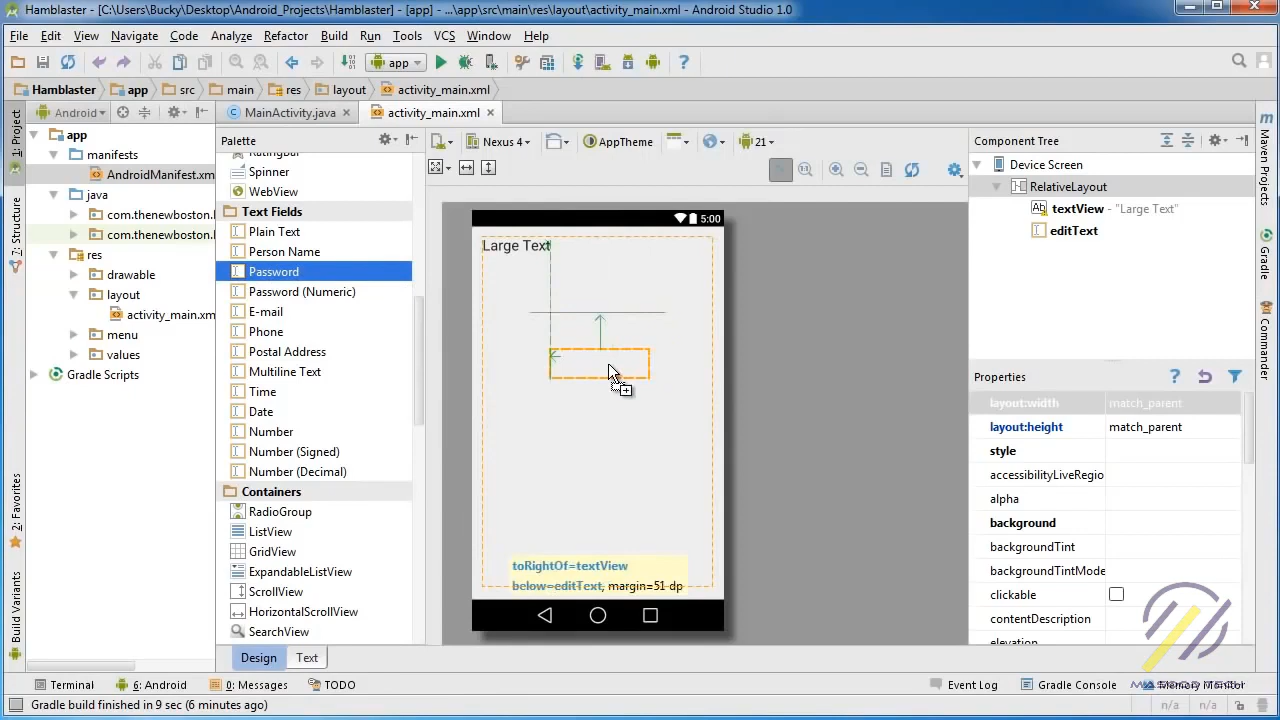 Hamblaster - [C:\Users\Bucky\Desktop\Android_Projects\Hamblaster] - [app] - ...\app\src\main\res\layout\activity_main.xml - Android Studio 1.0
File Edit View Navigate Code Analyze Refactor Build Run Tools VCS Window Help
app
Hamblaster app src main res layout activity_main.xml
Android MainActivity.java activity_main.xml
1: Project
7: Structure
2: Favorites
Build Variants
app
manifests
AndroidManifest.xm
java
com.thenewboston.
com.thenewboston.
res
drawable
layout
activity_main.xm
menu
values
Gradle Scripts
Palette
RatingBar
Spinner
WebView
Text Fields
Plain Text
Person Name
Password
Password (Numeric)
E-mail
Phone
Postal Address
Multiline Text
Time
Date
Number
Number (Signed)
Number (Decimal)
Containers
RadioGroup
ListView
GridView
ExpandableListView
ScrollView
HorizontalScrollView
SearchView
Nexus 4 AppTheme 21
5:00
Large Text
toRightOf=textView
below=editText, margin=51 dp
Design Text
Component Tree
Device Screen
RelativeLayout
Ab textView - "Large Text"
editText
Properties
layout:width match_parent
layout:height match_parent
style
accessibilityLiveRegio
alpha
background
backgroundTint
backgroundTintMode
clickable
contentDescription
elevation
Maven Projects
Gradle
Commander
Terminal 6: Android 0: Messages TODO Event Log Gradle Console Memory Monitor
Gradle build finished in 9 sec (6 minutes ago) n/a n/a